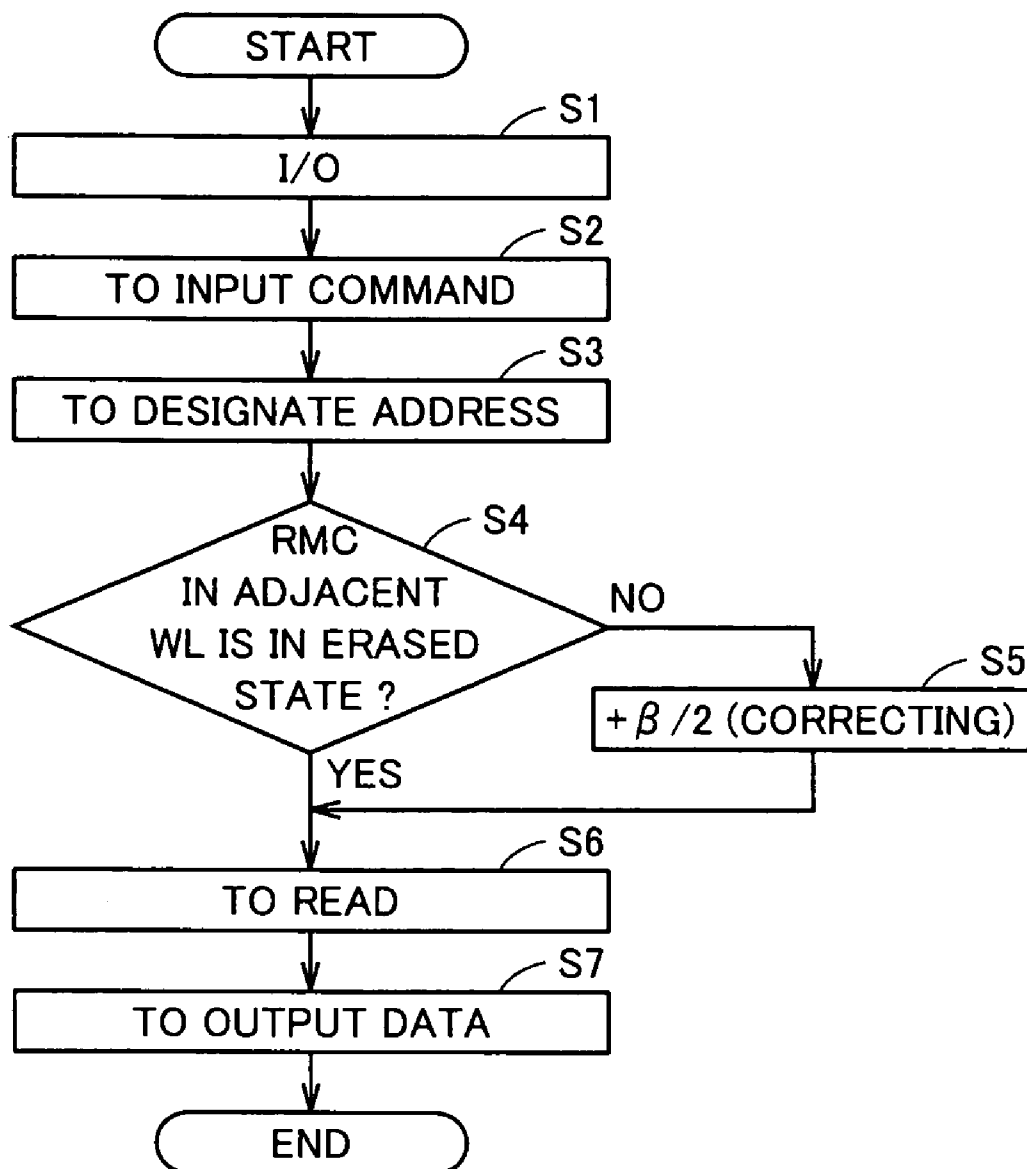 START
S1
I/O
S2
TO INPUT COMMAND
S3
TO DESIGNATE ADDRESS
S4
RMC
IN ADJACENT
WL IS IN ERASED
STATE ?
NO
S5
+β/2 (CORRECTING)
YES
S6
TO READ
S7
TO OUTPUT DATA
END